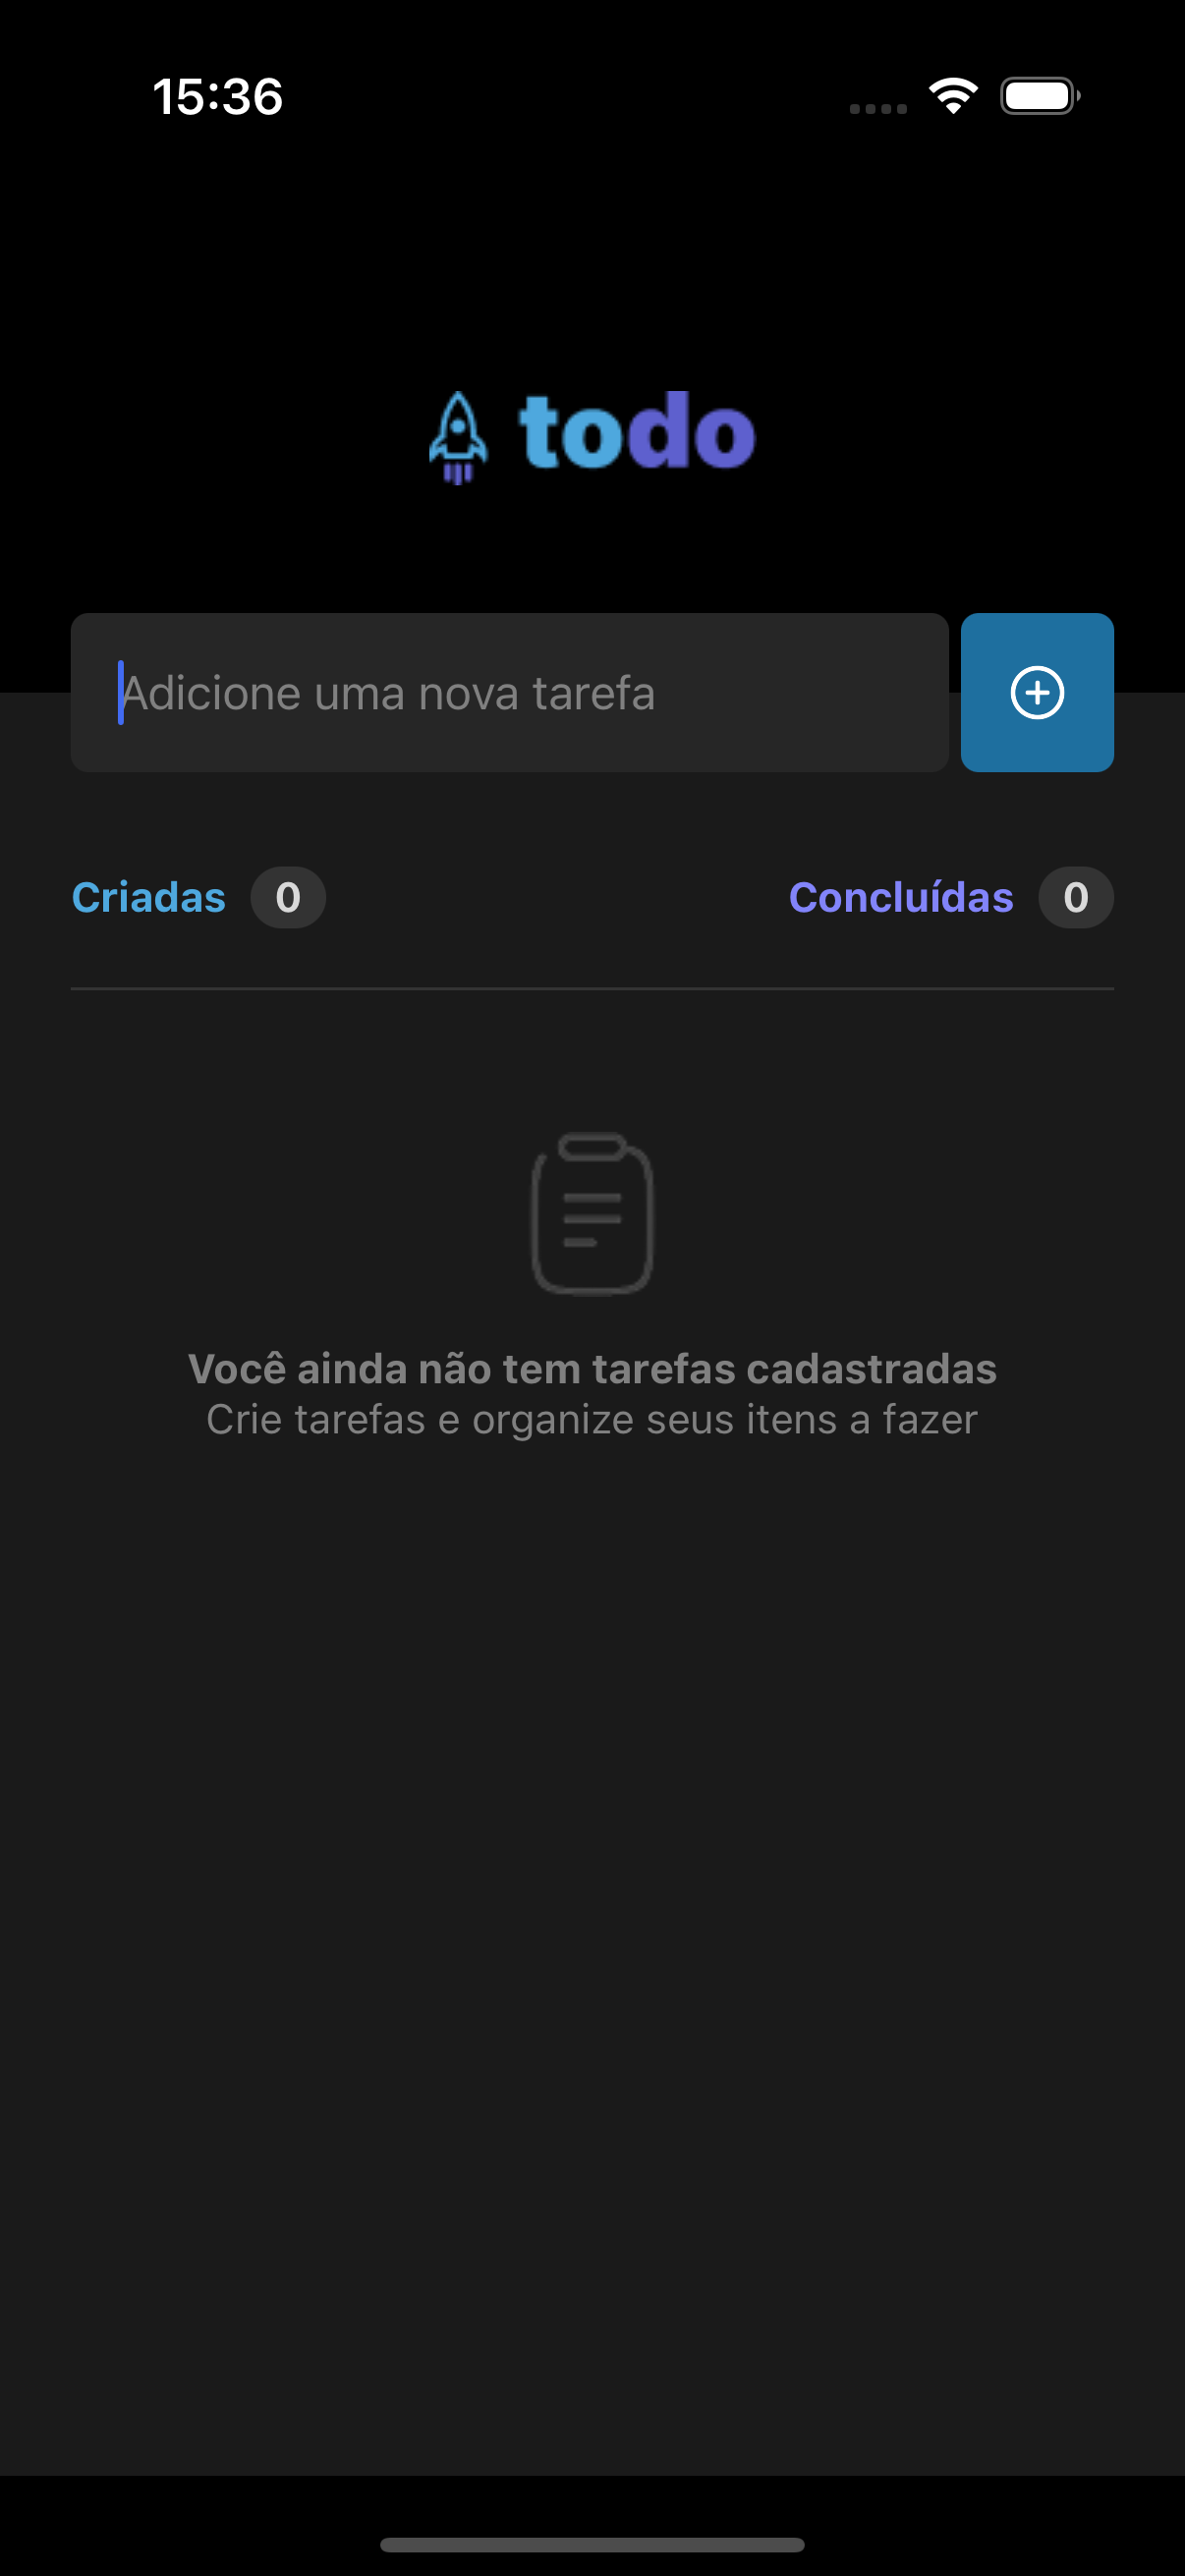 15:36
todo
Adicione uma nova tarefa
Criadas 0 Concluídas 0
Você ainda não tem tarefas cadastradas
Crie tarefas e organize seus itens a fazer